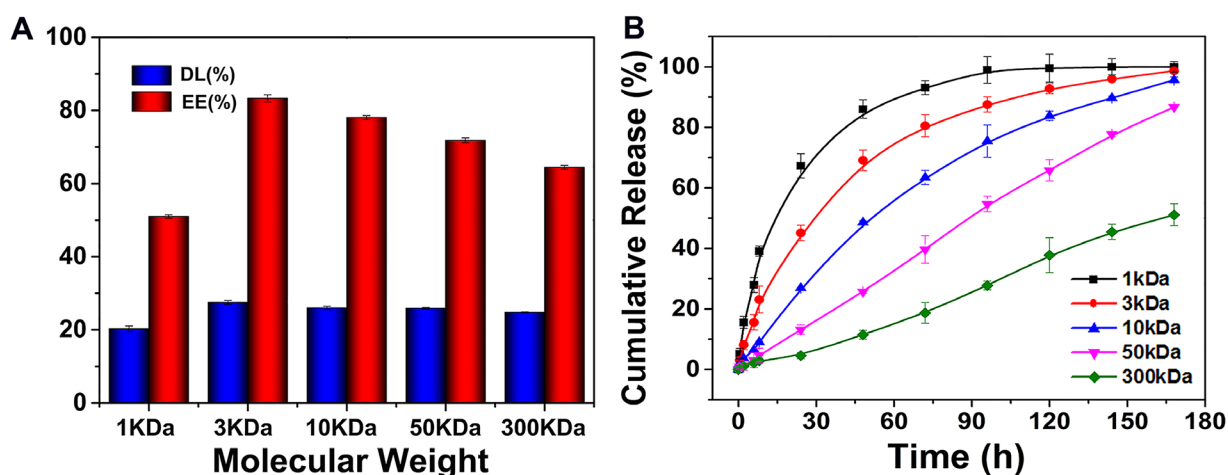 A
100
80
60
40
20
0
DL(%)
EE(%)
1KDa 3KDa 10KDa 50KDa 300KDa
Molecular Weight
B
Cumulative Release (%)
100
80
60
40
20
0
1kDa
3kDa
10kDa
50kDa
300kDa
0 30 60 90 120 150 180
Time (h)